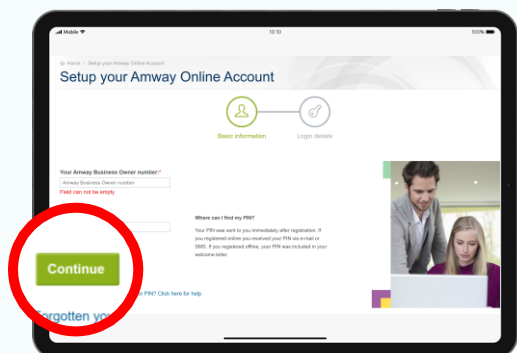 Mobile
10:10
100%
Home > Setup your Amway Online Account
Setup your Amway Online Account
Basic information
Login details
Your Amway Business Owner number:*
Amway Business Owner number
Field can not be empty
Where can I find my PIN?
Your PIN was sent to you immediately after registration. If
you registered online you received your PIN via e-mail or
SMS. If you registered offline, your PIN was included in your
welcome letter.
Continue
r PIN? Click here for help
orgotten yo